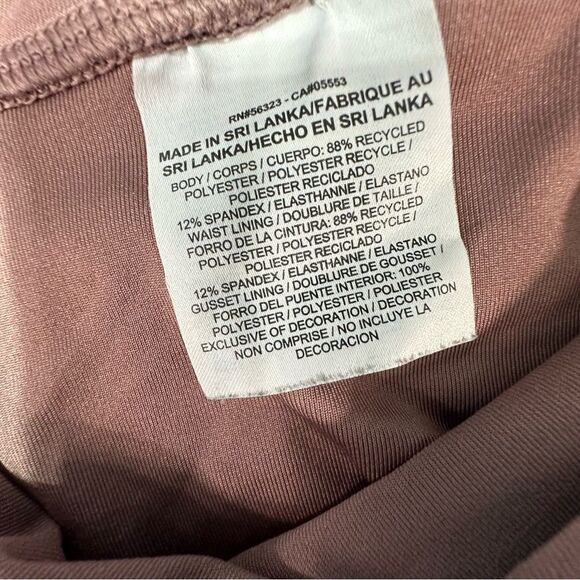 RN#56323 - CA#05553
MADE IN SRI LANKA/FABRIQUE AU
SRI LANKA/HECHO EN SRI LANKA
BODY / CORPS / CUERPO: 88% RECYCLED
POLYESTER / POLYESTER RECYCLE /
POLIESTER RECICLADO
12% SPANDEX / ELASTHANNE / ELASTANO
WAIST LINING / DOUBLURE DE TAILLE /
FORRO DE LA CINTURA: 88% RECYCLED
POLYESTER / POLYESTER RECYCLE /
POLIESTER RECICLADO
12% SPANDEX / ELASTHANNE / ELASTANO
GUSSET LINING / DOUBLURE DE GOUSSET /
FORRO DEL PUENTE INTERIOR: 100%
POLYESTER / POLYESTER / POLIESTER
EXCLUSIVE OF DECORATION / DECORATION
NON COMPRISE / NO INCLUYE LA
DECORACION